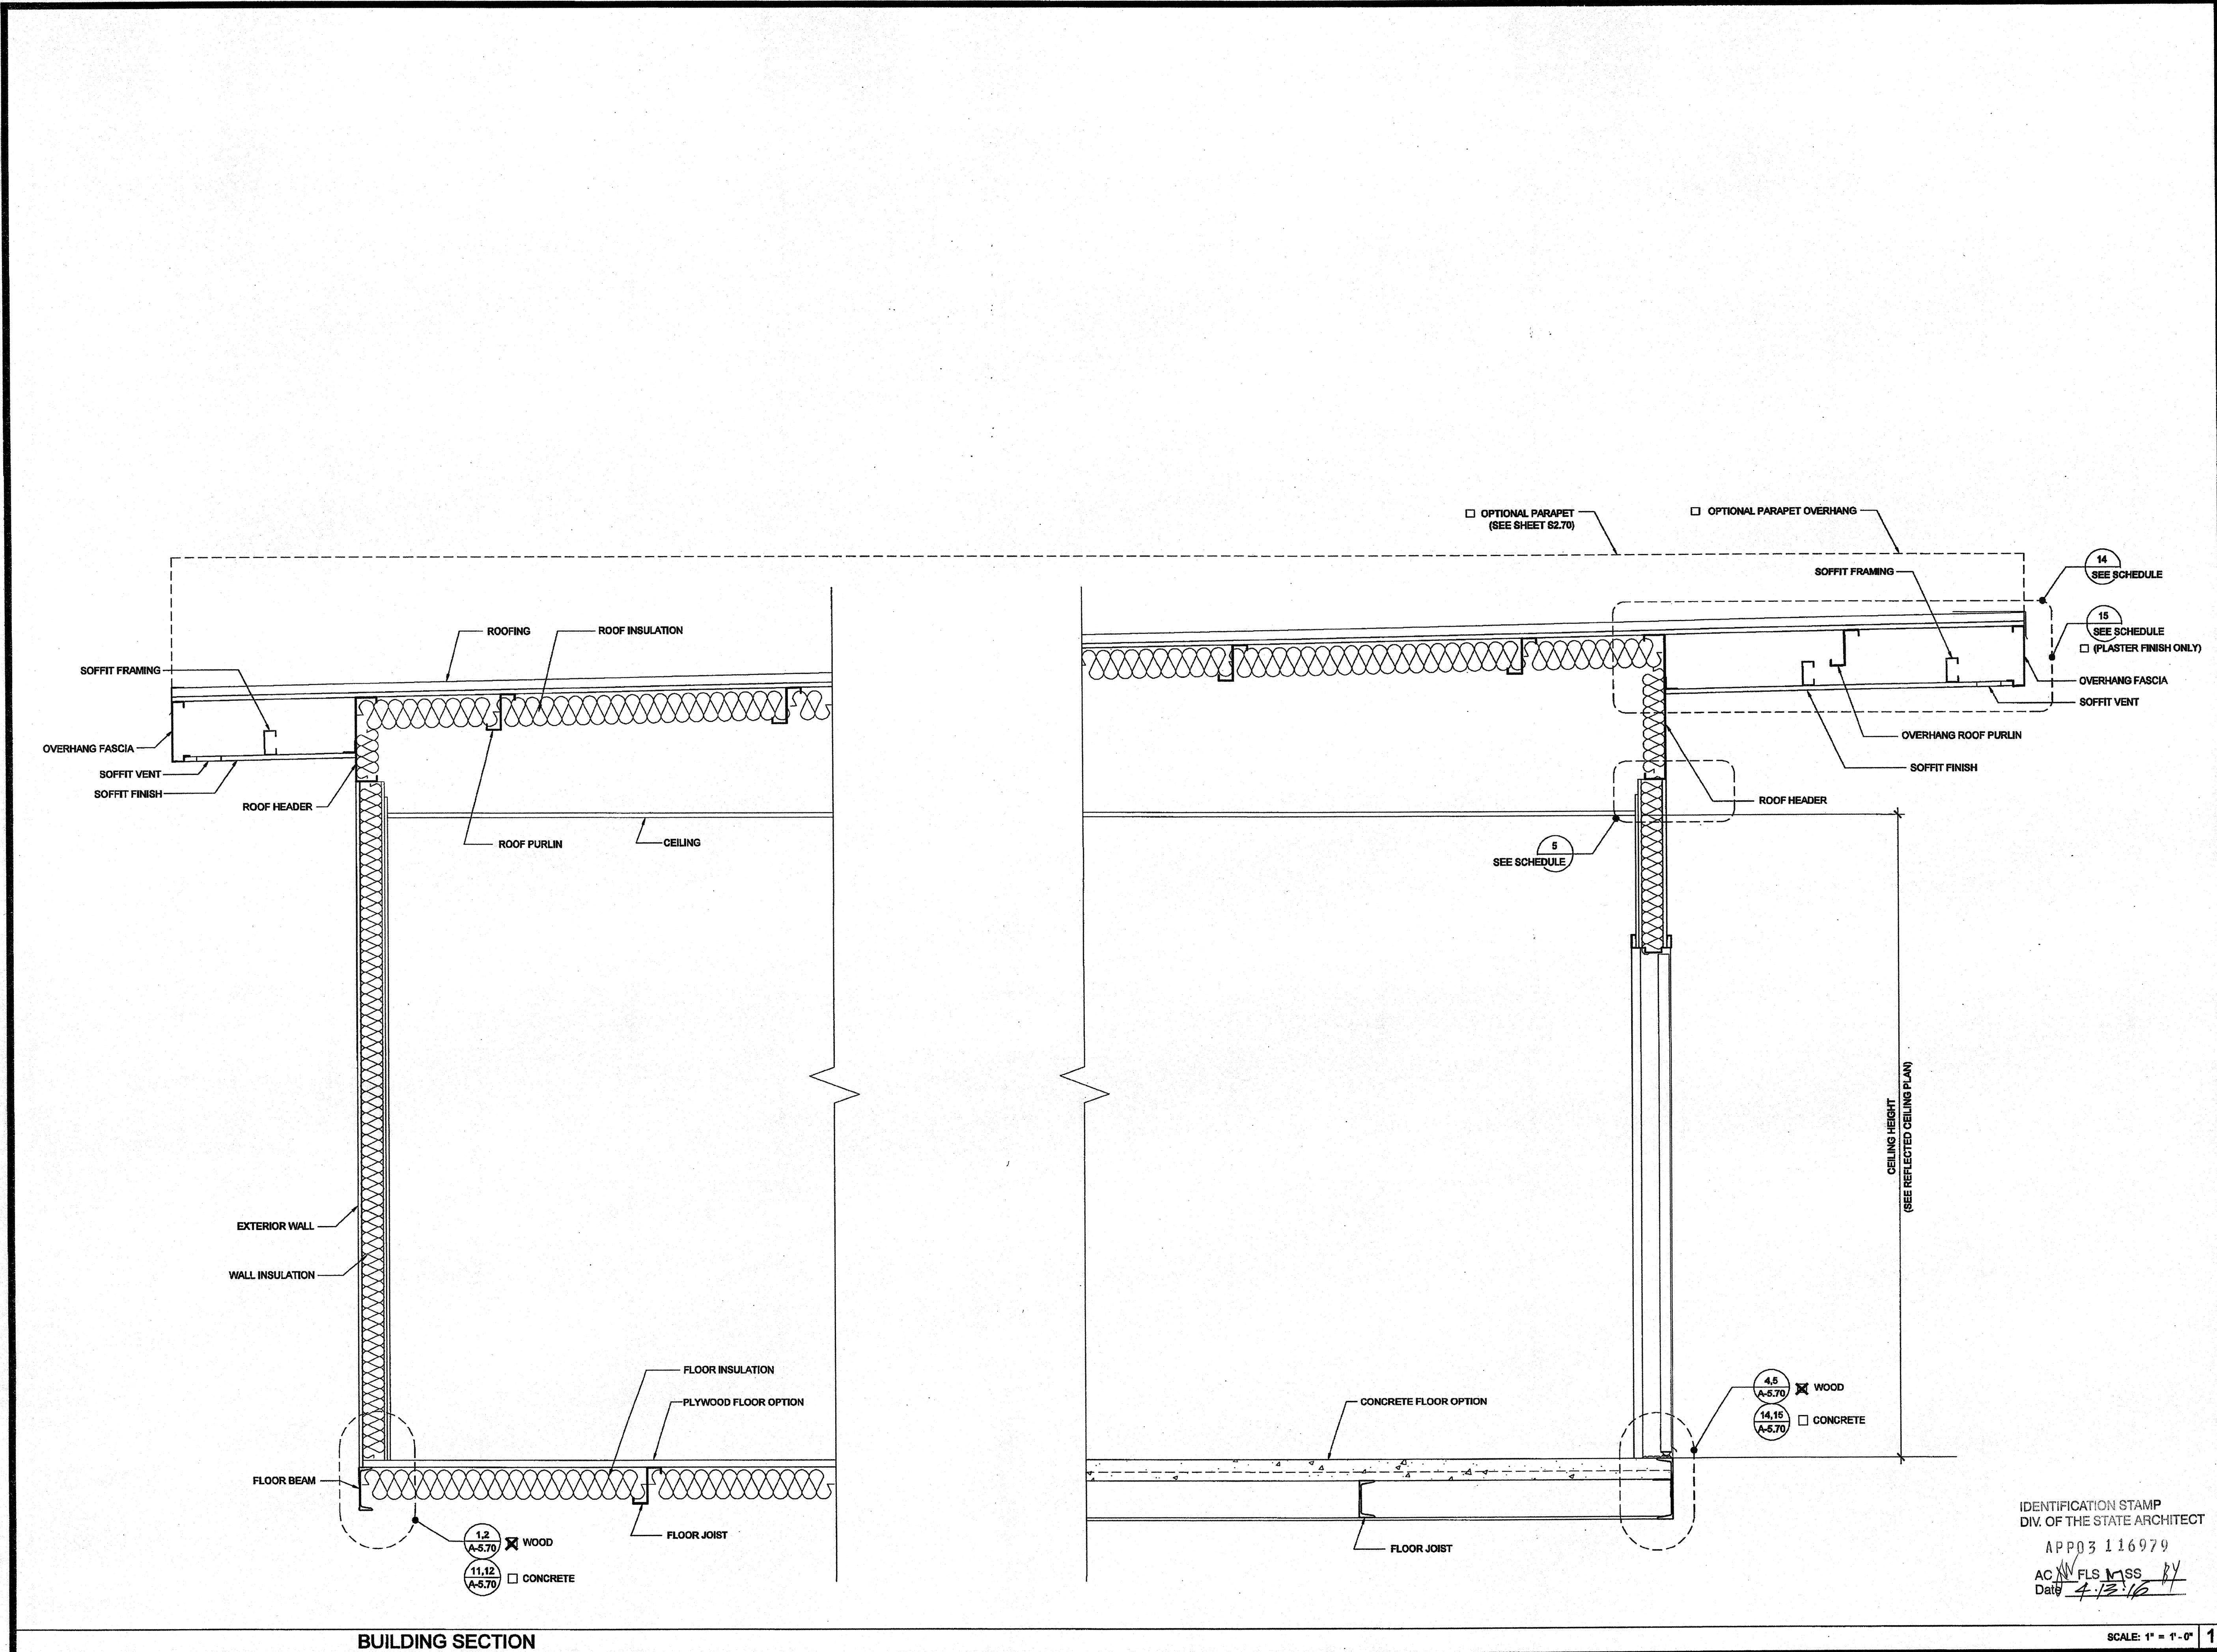 ☐ OPTIONAL PARAPET
(SEE SHEET S2.70)
☐ OPTIONAL PARAPET OVERHANG
14
SEE SCHEDULE
SOFFIT FRAMING
15
SEE SCHEDULE
☐ (PLASTER FINISH ONLY)
ROOFING
ROOF INSULATION
SOFFIT FRAMING
OVERHANG FASCIA
SOFFIT VENT
OVERHANG ROOF PURLIN
OVERHANG FASCIA
SOFFIT VENT
SOFFIT FINISH
SOFFIT FINISH
ROOF HEADER
ROOF HEADER
ROOF PURLIN
CEILING
5
SEE SCHEDULE
CEILING HEIGHT
(SEE REFLECTED CEILING PLAN)
EXTERIOR WALL
WALL INSULATION
FLOOR INSULATION
PLYWOOD FLOOR OPTION
CONCRETE FLOOR OPTION
4,5
A-5.70
☒ WOOD
14,15
A-5.70
☐ CONCRETE
FLOOR BEAM
FLOOR JOIST
FLOOR JOIST
1,2
A-5.70
☒ WOOD
11,12
A-5.70
☐ CONCRETE
IDENTIFICATION STAMP
DIV. OF THE STATE ARCHITECT
APP03 116979
AC FLS SS
Date 4.13.16
BUILDING SECTION
SCALE: 1" = 1'-0"
1